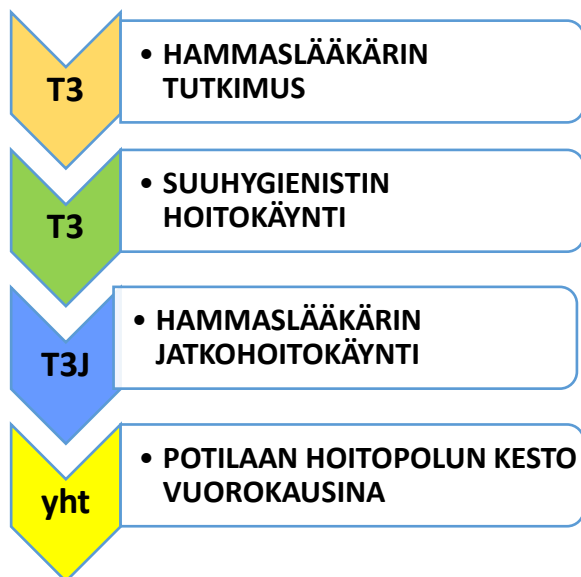 T3
• HAMMASLÄÄKÄRIN
TUTKIMUS
T3
• SUUHYGIENISTIN
HOITOKÄYNTI
T3J
• HAMMASLÄÄKÄRIN
JATKOHOITOKÄYNTI
yht
• POTILAAN HOITOPOLUN KESTO
VUOROKAUSINA